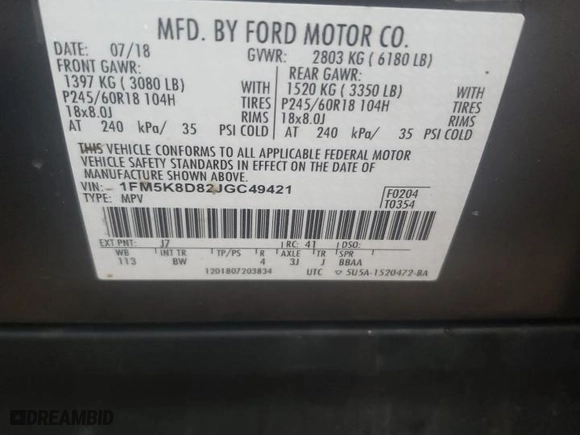 MFD. BY FORD MOTOR CO.
DATE: 07/18 GVWR: 2803 KG ( 6180 LB)
FRONT GAWR: REAR GAWR:
1397 KG ( 3080 LB) WITH 1520 KG ( 3350 LB) WITH
P245/60R18 104H TIRES P245/60R18 104H TIRES
18x8.0J RIMS 18x8.0J RIMS
AT 240 kPa/ 35 PSI COLD AT 240 kPa/ 35 PSI COLD
THIS VEHICLE CONFORMS TO ALL APPLICABLE FEDERAL MOTOR
VEHICLE SAFETY STANDARDS IN EFFECT ON THE DATE OF
MANUFACTURE SHOWN ABOVE.
VIN: 1FM5K8D82JGC49421 F0204
TYPE: MPV T0354
EXT PNT: J7 RC: 41 DSO:
WB INT TR TP/PS R AXLE TR SPR
113 BW 4 3J J BBAA
1201807203834 UTC ▽ 5U5A-1520472-BA
DREAMBID